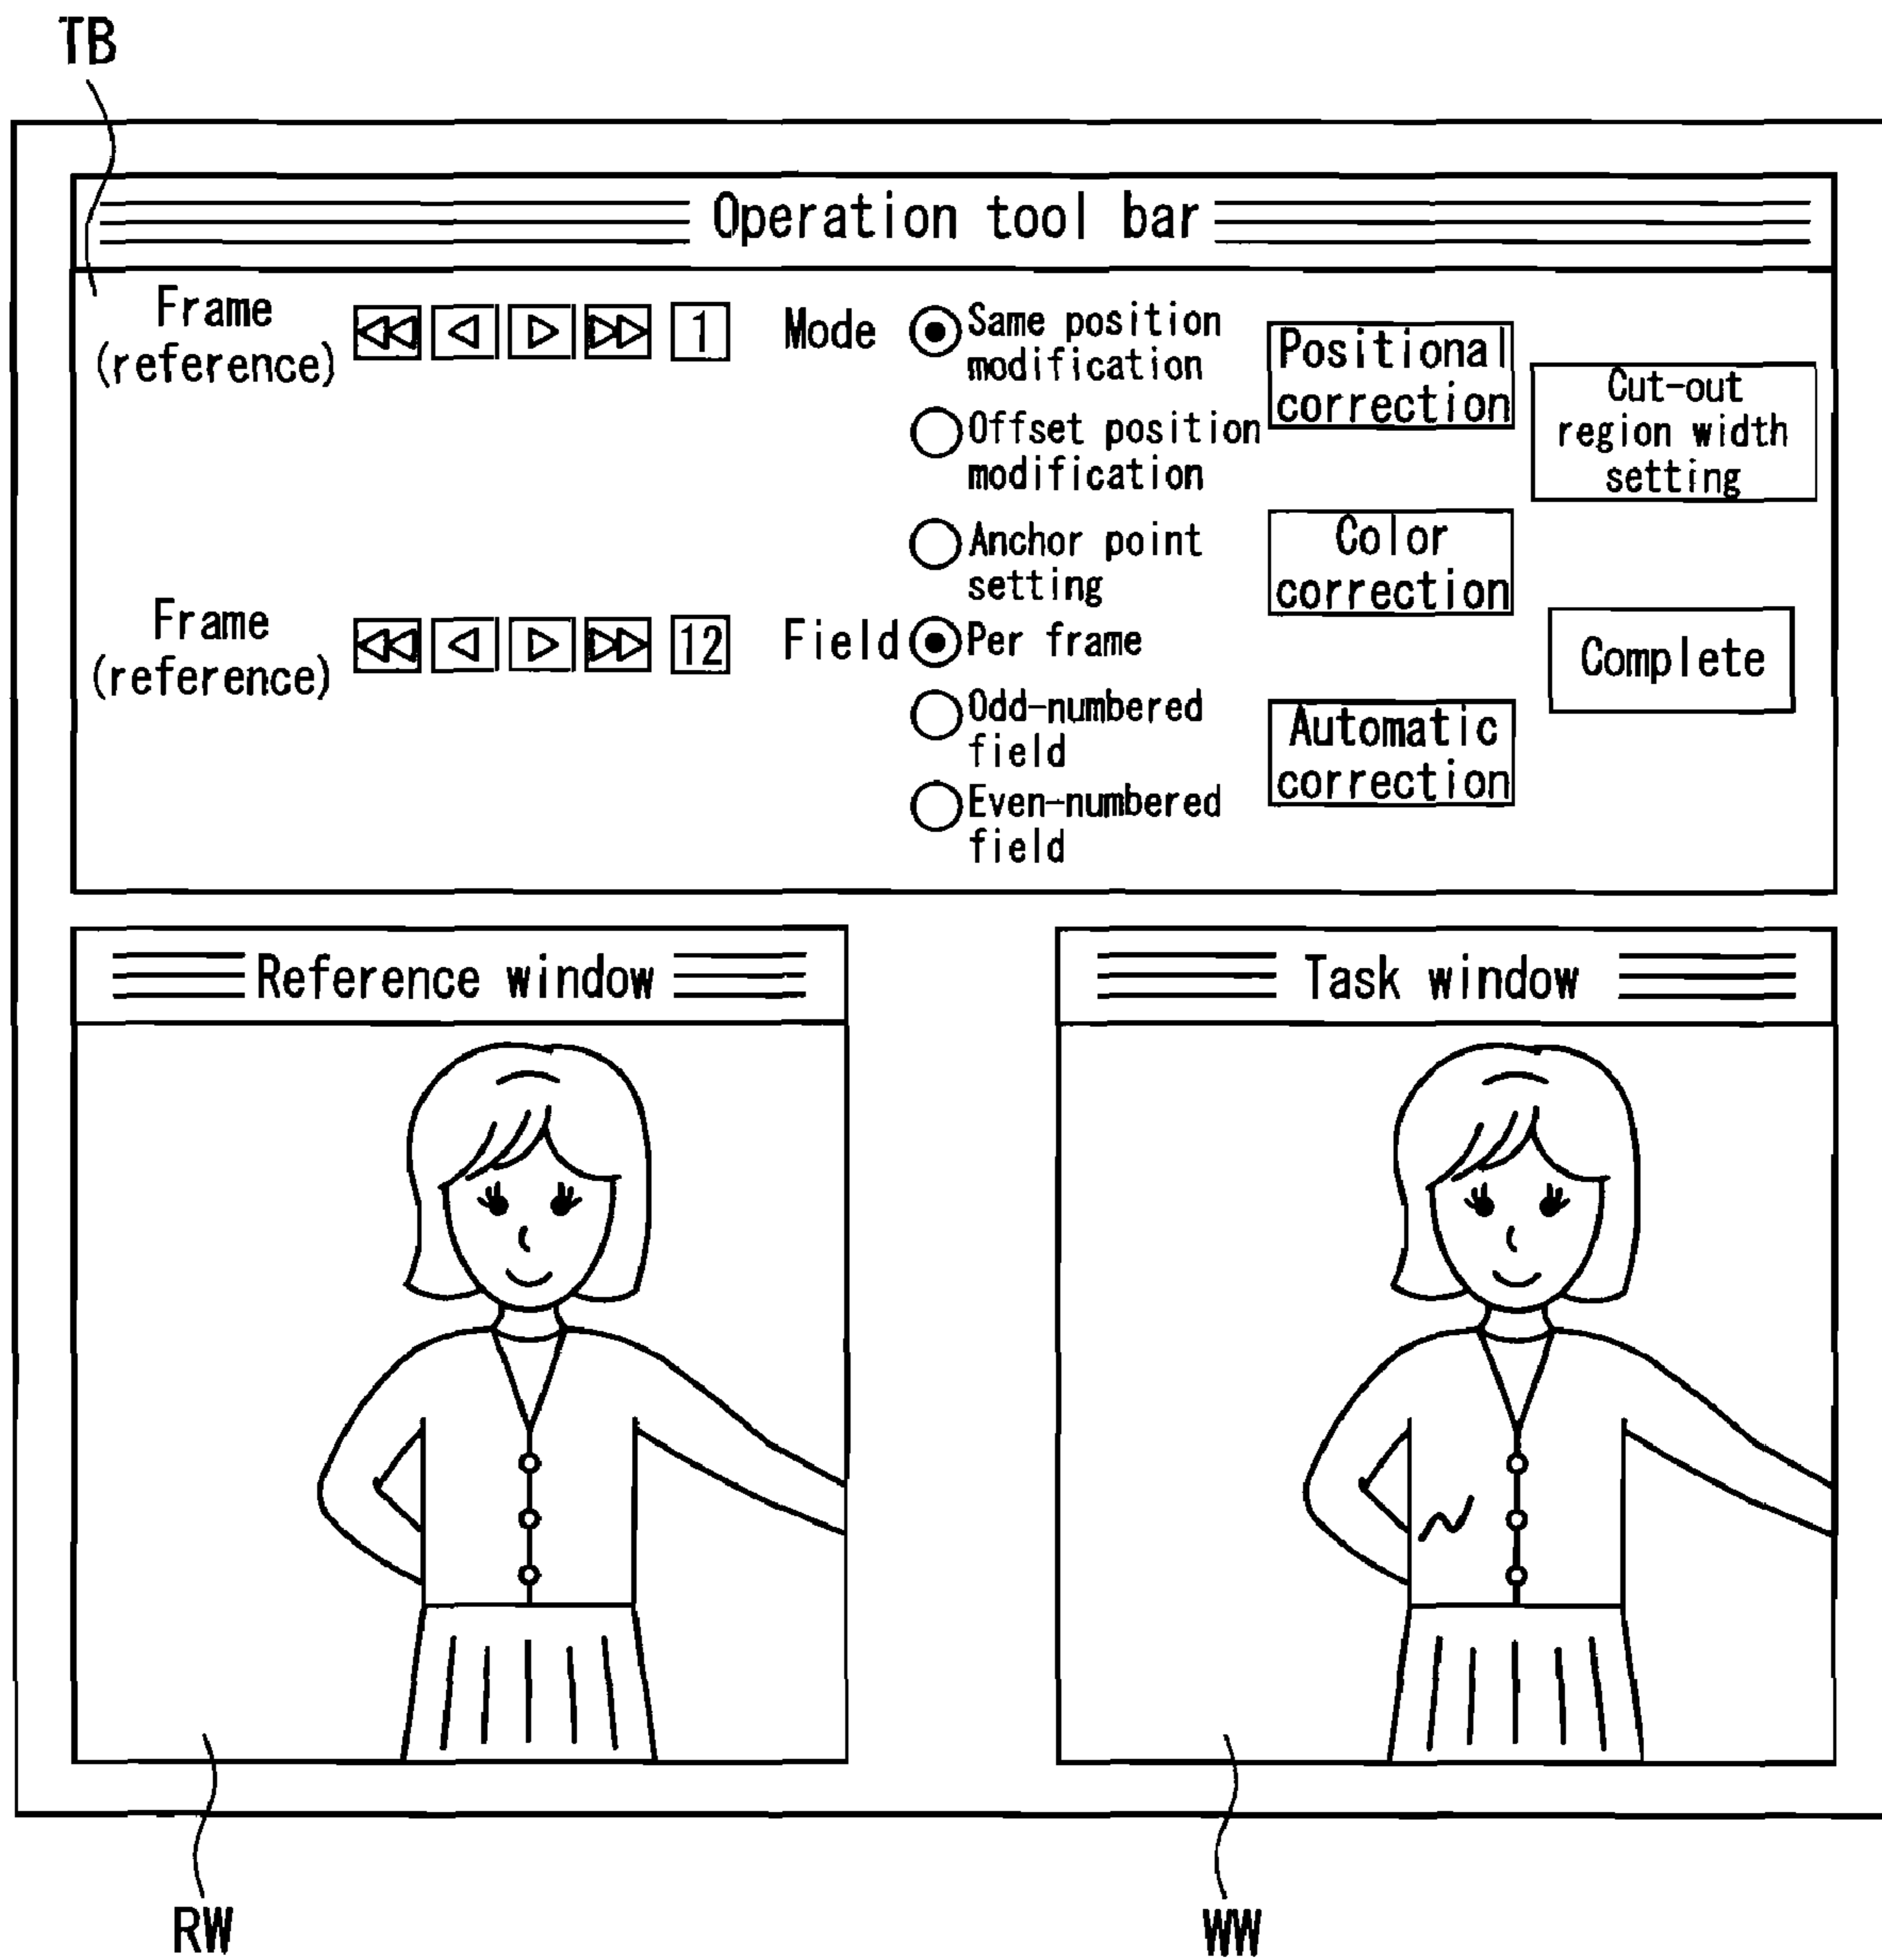 TB
Operation tool bar
Frame
(reference)
1
Mode
Same position
modification
Offset position
modification
Anchor point
setting
Positional
correction
Cut-out
region width
setting
Color
correction
Frame
(reference)
12
Field
Per frame
Odd-numbered
field
Even-numbered
field
Complete
Automatic
correction
Reference window
Task window
RW
WW